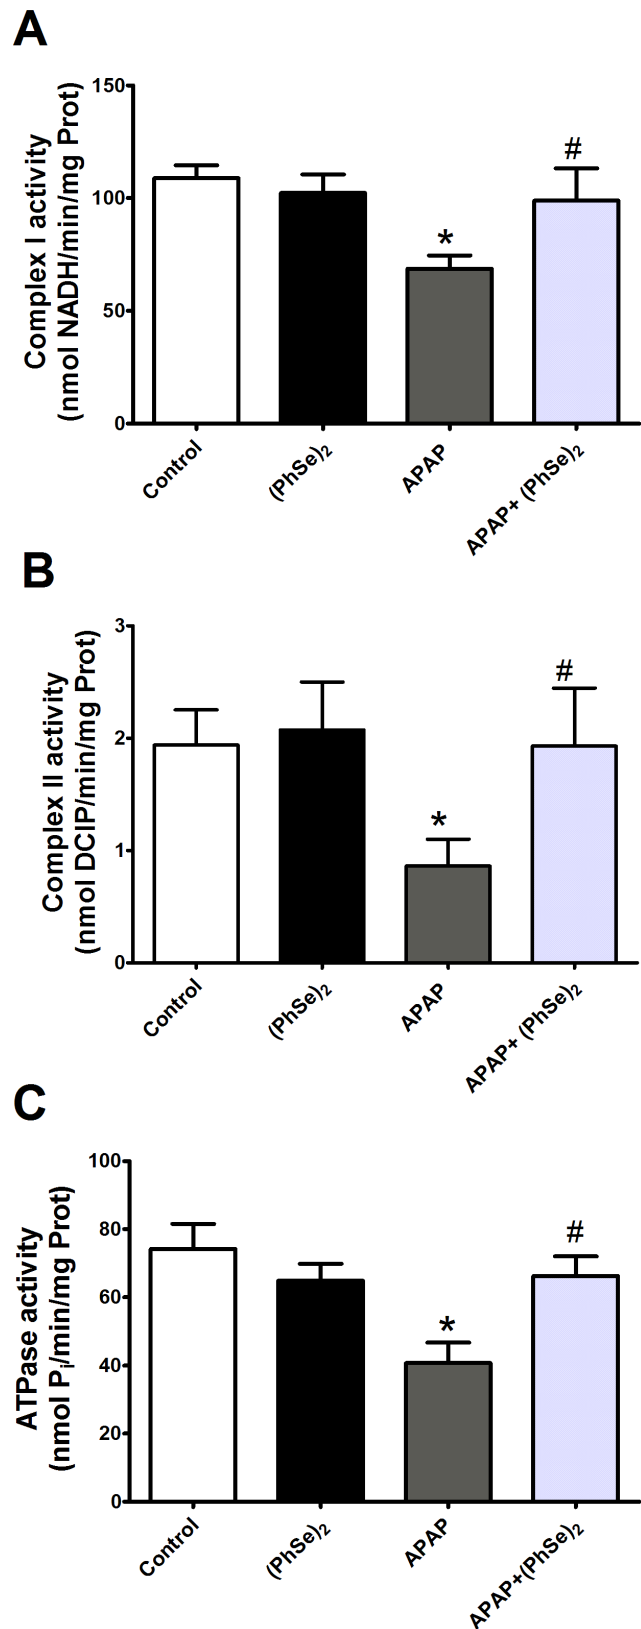 A
Complex I activity
(nmol NADH/min/mg Prot)
150
100
50
0
*
#
Control
(PhSe)₂
APAP
APAP+ (PhSe)₂
B
Complex II activity
(nmol DCIP/min/mg Prot)
3
2
1
0
*
#
Control
(PhSe)₂
APAP
APAP+ (PhSe)₂
C
ATPase activity
(nmol Pᵢ/min/mg Prot)
100
80
60
40
20
0
*
#
Control
(PhSe)₂
APAP
APAP+(PhSe)₂